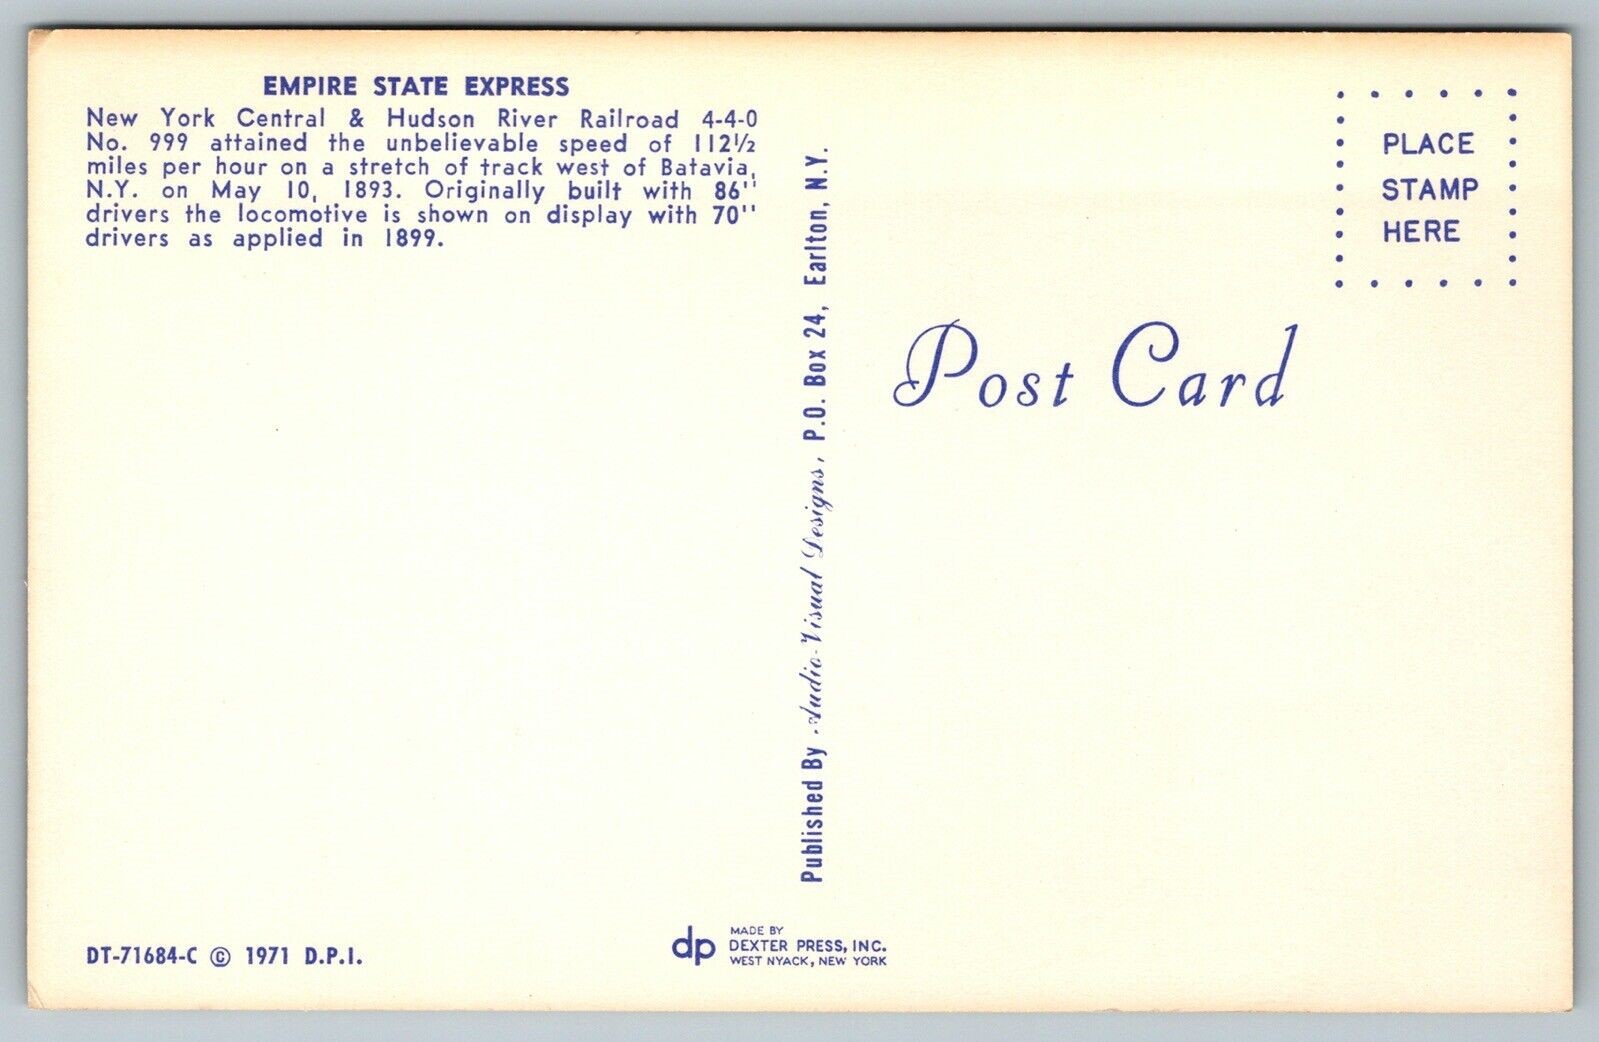 EMPIRE STATE EXPRESS
New York Central & Hudson River Railroad 4-4-0
No. 999 attained the unbelievable speed of 112½
miles per hour on a stretch of track west of Batavia,
N.Y. on May 10, 1893. Originally built with 86''
drivers the locomotive is shown on display with 70''
drivers as applied in 1899.
DT-71684-C © 1971 D.P.I.
Published By Audio-Visual Designs, P.O. Box 24, Earlton, N.Y.
dp
MADE BY
DEXTER PRESS, INC.
WEST NYACK, NEW YORK
PLACE
STAMP
HERE
Post Card